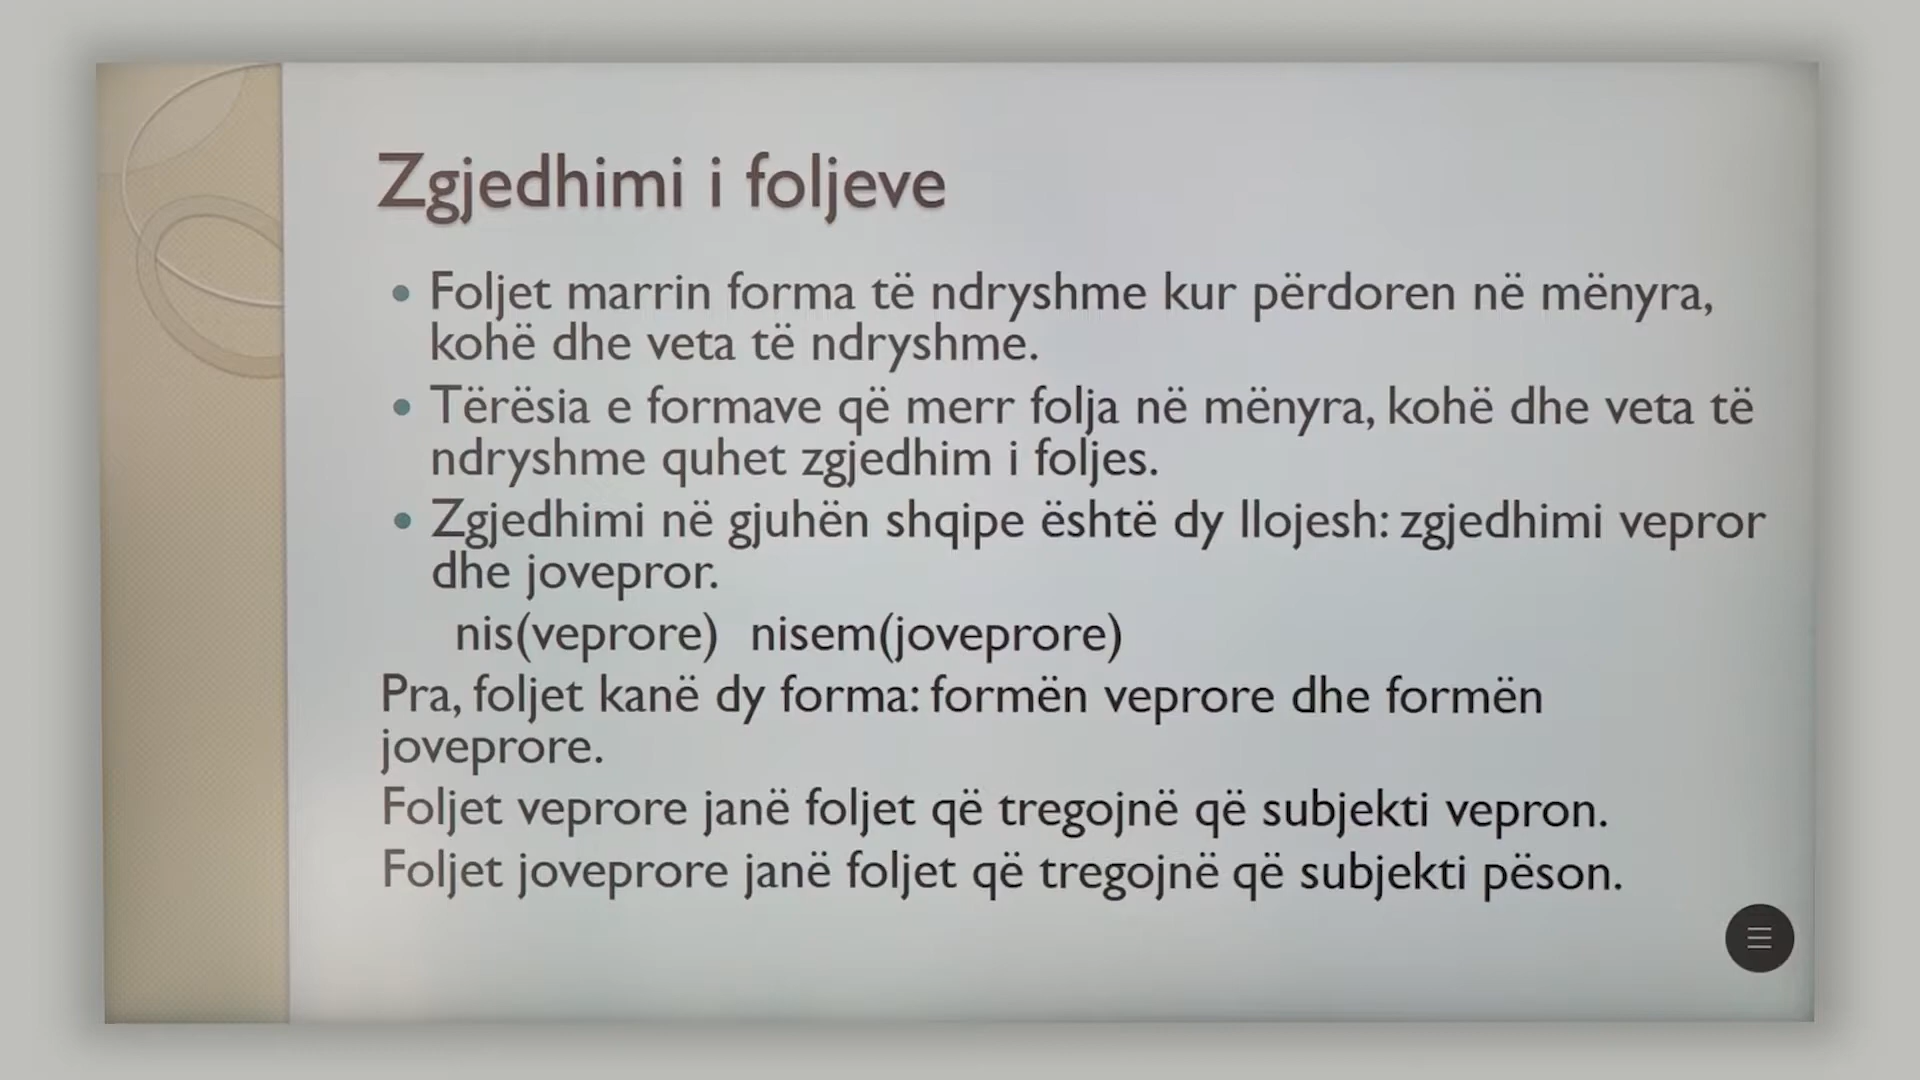 Zgjedhimi i foljeve
• Foljet marrin forma të ndryshme kur përdoren në mënyra,
kohë dhe veta të ndryshme.
• Tërësia e formave që merr folja në mënyra, kohë dhe veta të
ndryshme quhet zgjedhim i foljes.
• Zgjedhimi në gjuhën shqipe është dy llojesh: zgjedhimi vepror
dhe jovepror.
nis(veprore) nisem(joveprore)
Pra, foljet kanë dy forma: formën veprore dhe formën
joveprore.
Foljet veprore janë foljet që tregojnë që subjekti vepron.
Foljet joveprore janë foljet që tregojnë që subjekti pëson.